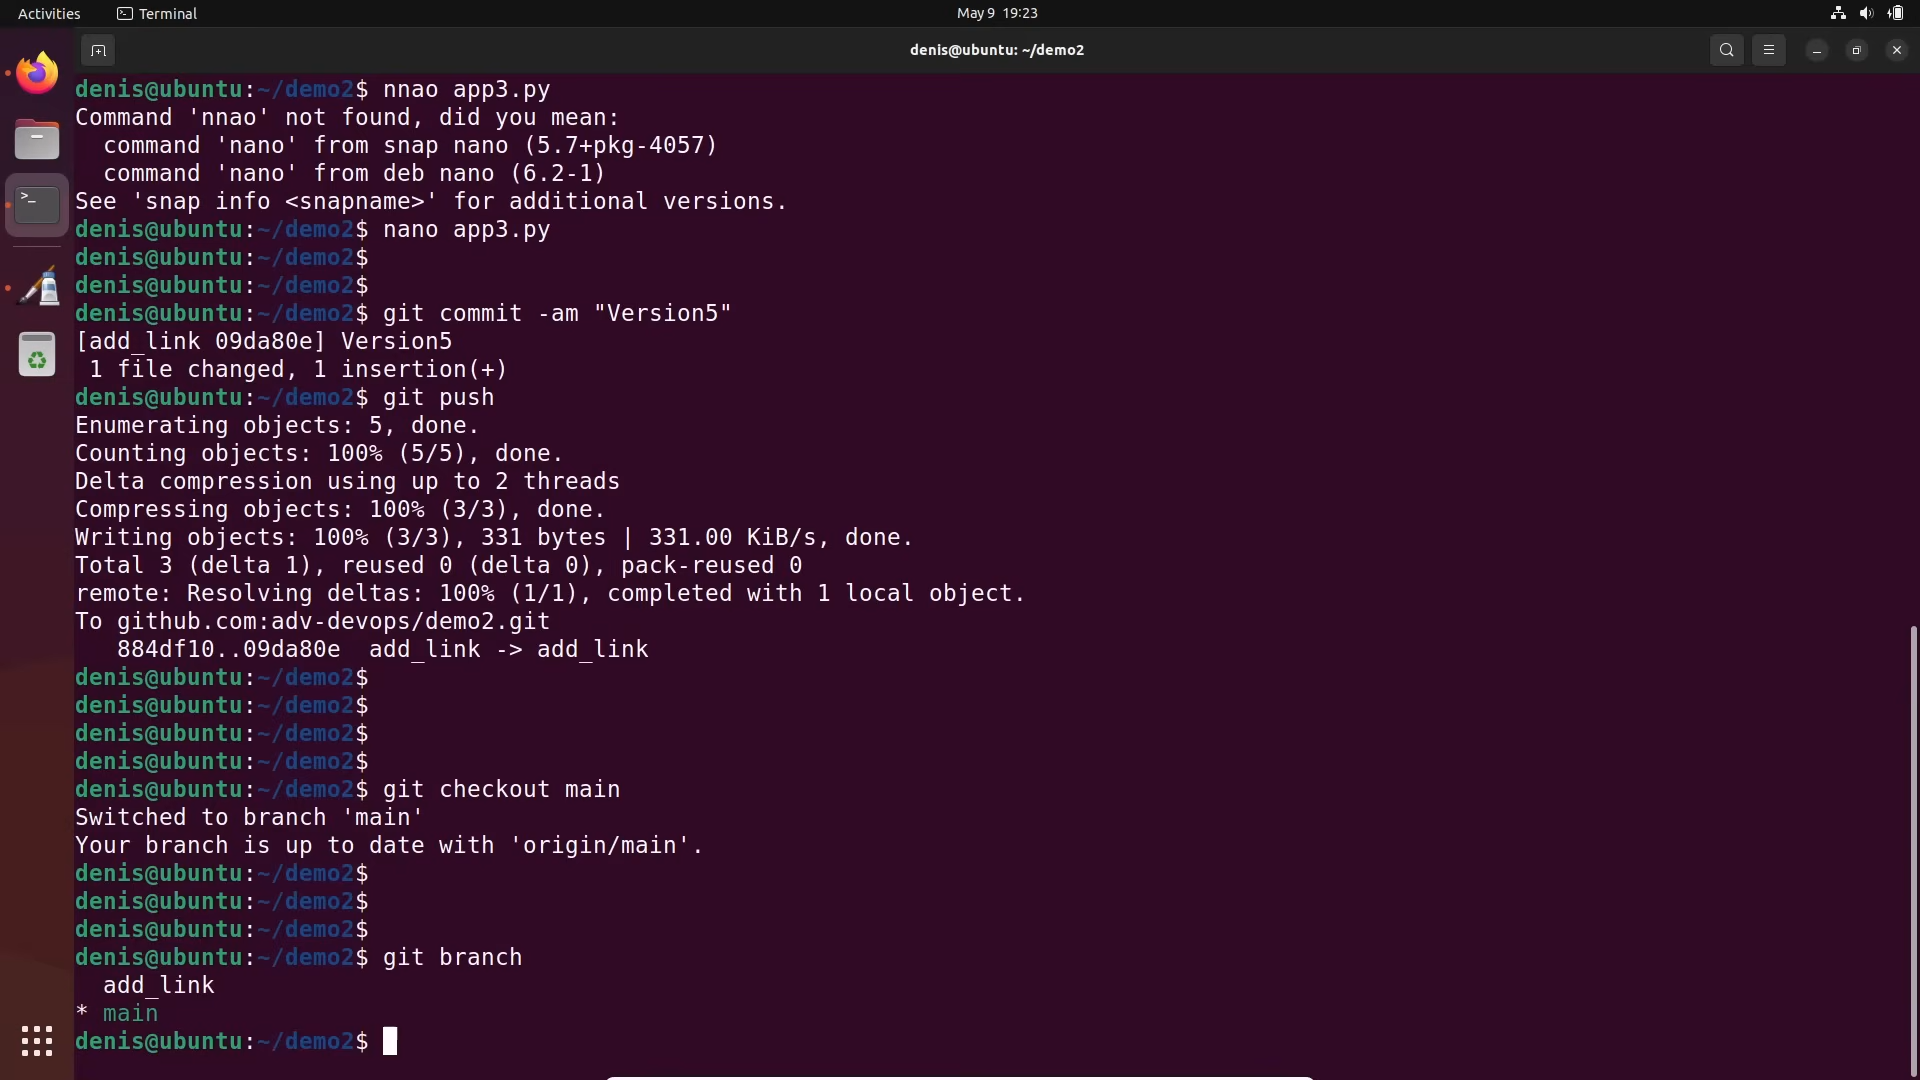 Activities
Terminal
May 9 19:23
denis@ubuntu: ~/demo2
denis@ubuntu:~/demo2$ nnao app3.py
Command 'nnao' not found, did you mean:
  command 'nano' from snap nano (5.7+pkg-4057)
  command 'nano' from deb nano (6.2-1)
See 'snap info <snapname>' for additional versions.
denis@ubuntu:~/demo2$ nano app3.py
denis@ubuntu:~/demo2$
denis@ubuntu:~/demo2$
denis@ubuntu:~/demo2$ git commit -am "Version5"
[add_link 09da80e] Version5
 1 file changed, 1 insertion(+)
denis@ubuntu:~/demo2$ git push
Enumerating objects: 5, done.
Counting objects: 100% (5/5), done.
Delta compression using up to 2 threads
Compressing objects: 100% (3/3), done.
Writing objects: 100% (3/3), 331 bytes | 331.00 KiB/s, done.
Total 3 (delta 1), reused 0 (delta 0), pack-reused 0
remote: Resolving deltas: 100% (1/1), completed with 1 local object.
To github.com:adv-devops/demo2.git
   884df10..09da80e  add_link -> add_link
denis@ubuntu:~/demo2$
denis@ubuntu:~/demo2$
denis@ubuntu:~/demo2$
denis@ubuntu:~/demo2$
denis@ubuntu:~/demo2$ git checkout main
Switched to branch 'main'
Your branch is up to date with 'origin/main'.
denis@ubuntu:~/demo2$
denis@ubuntu:~/demo2$
denis@ubuntu:~/demo2$
denis@ubuntu:~/demo2$ git branch
  add_link
* main
denis@ubuntu:~/demo2$